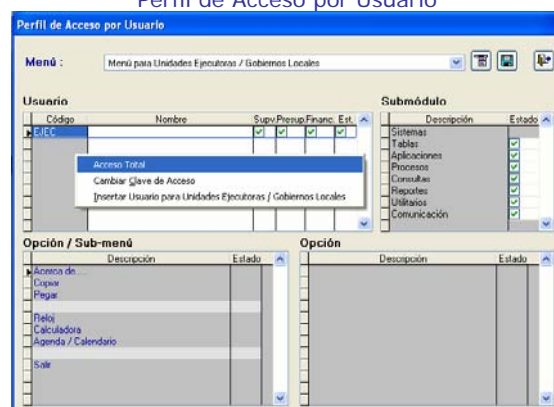 Perfil de Acceso por Usuario
Perfil de Acceso por Usuario
Menú :
Menú para Unidades Ejecutoras / Gobiernos Locales
Usuario
Código Nombre Supv. Presup. Financ. Est.
EJEC
Acceso Total
Cambiar Clave de Acceso
Insertar Usuario para Unidades Ejecutoras / Gobiernos Locales
Submódulo
Descripción Estado
Sistemas
Tablas
Aplicaciones
Procesos
Consultas
Reportes
Utilitarios
Comunicación
Opción / Sub-menú
Descripción Estado
Acerca de....
Copiar
Pegar
Reloj
Calculadora
Agenda / Calendario
Salir
Opción
Descripción Estado